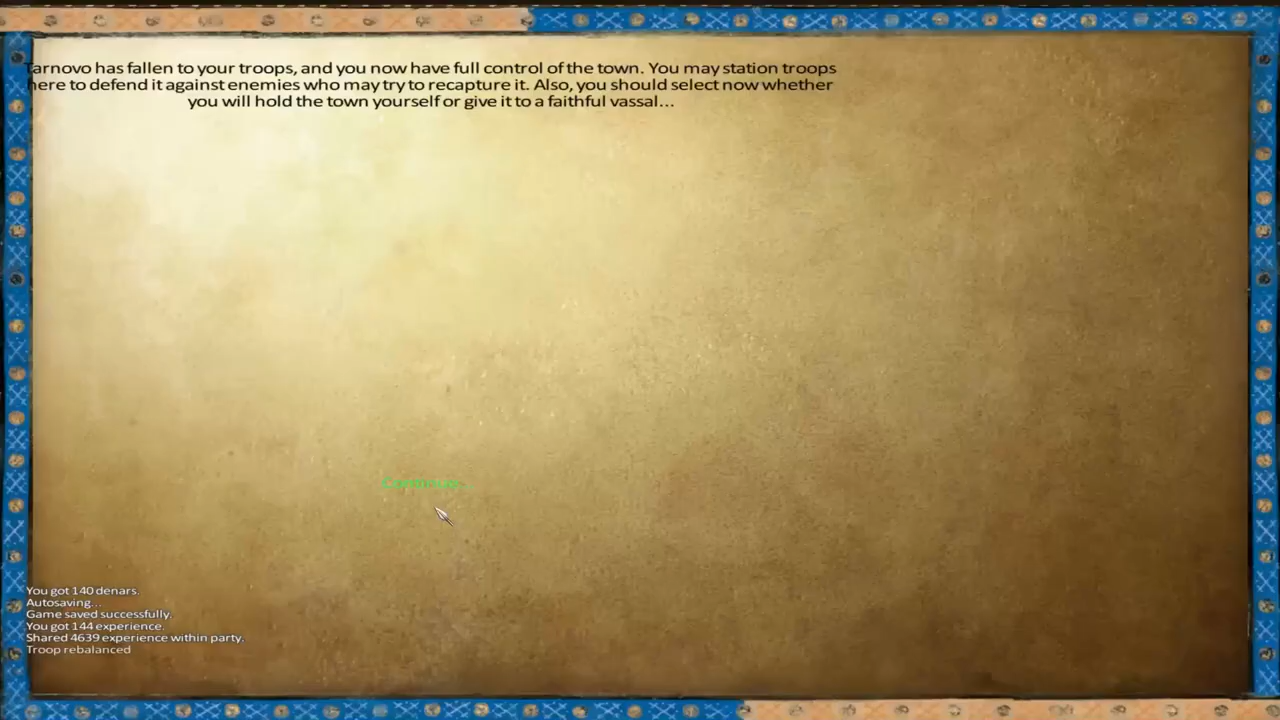 Tarnovo has fallen to your troops, and you now have full control of the town. You may station troops
here to defend it against enemies who may try to recapture it. Also, you should select now whether
you will hold the town yourself or give it to a faithful vassal...
Continue...
You got 140 denars.
Autosaving...
Game saved successfully.
You got 144 experience.
Shared 4639 experience within party.
Troop rebalanced